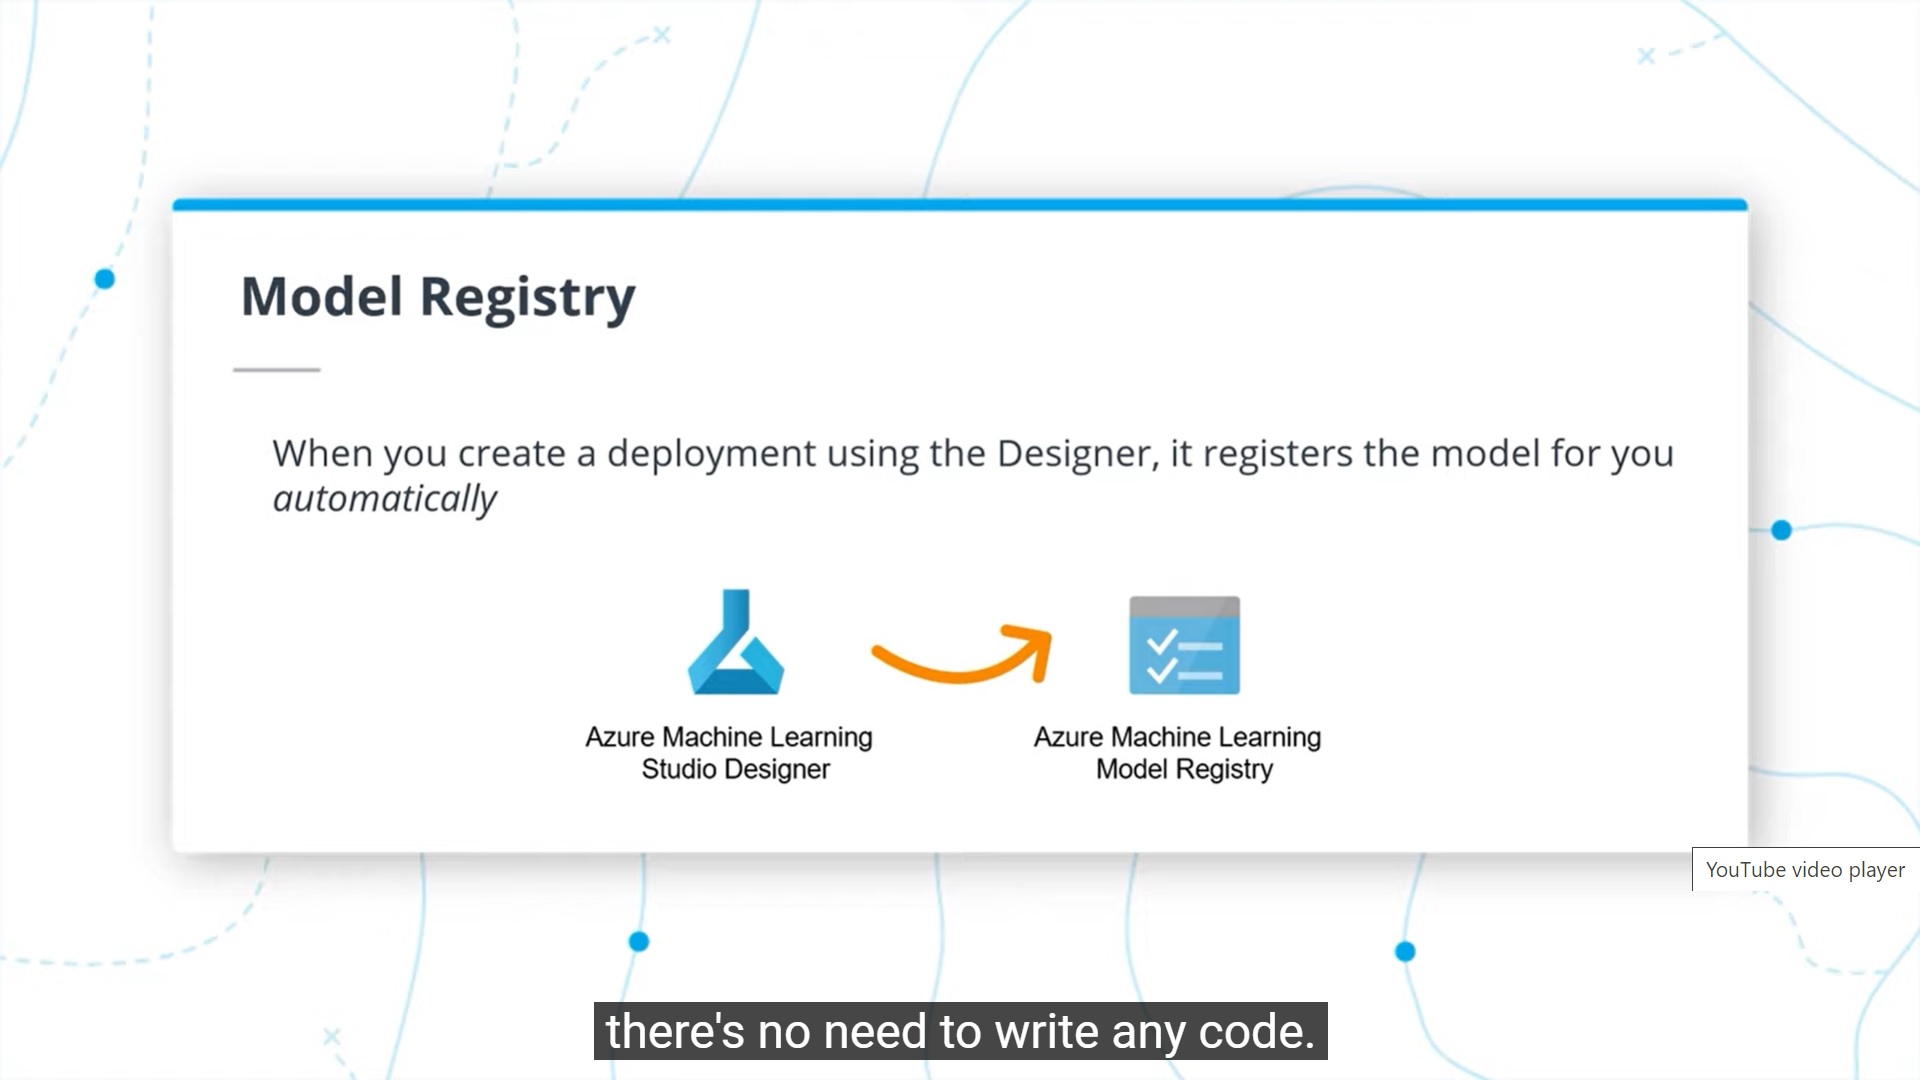 Model Registry
When you create a deployment using the Designer, it registers the model for you
automatically
Azure Machine Learning
Studio Designer
Azure Machine Learning
Model Registry
YouTube video player
there's no need to write any code.